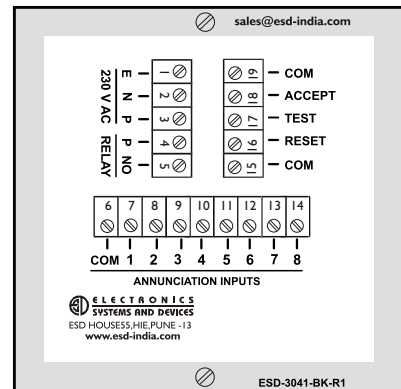 sales@esd-india.com
230 V AC
RELAY
E 1
N 2
P 3
P 4
NO 5
19 COM
18 ACCEPT
17 TEST
16 RESET
15 COM
6 7 8 9 10 11 12 13 14
COM 1 2 3 4 5 6 7 8
ANNUNCIATION INPUTS
ESD ELECTRONICS
SYSTEMS AND DEVICES
ESD HOUSE55,HIE,PUNE -13
www.esd-india.com
ESD-3041-BK-R1